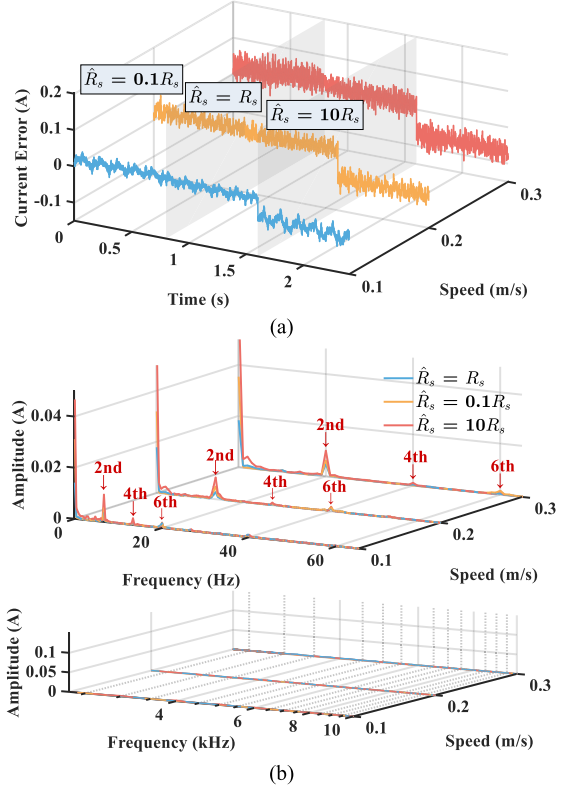 0.2
0.1
0
-0.1
Current Error (A)
R̂ₛ = 0.1Rₛ
R̂ₛ = Rₛ
R̂ₛ = 10Rₛ
0
0.5
1
1.5
2
Time (s)
0.1
0.2
0.3
Speed (m/s)
(a)
R̂ₛ = Rₛ
R̂ₛ = 0.1Rₛ
R̂ₛ = 10Rₛ
0.04
0.02
0
Amplitude (A)
2nd
4th
6th
2nd
4th
6th
2nd
4th
6th
0
20
40
60
Frequency (Hz)
0.1
0.2
0.3
Speed (m/s)
0.1
0.05
0
Amplitude (A)
4
6
8
10
Frequency (kHz)
0.1
0.2
0.3
Speed (m/s)
(b)